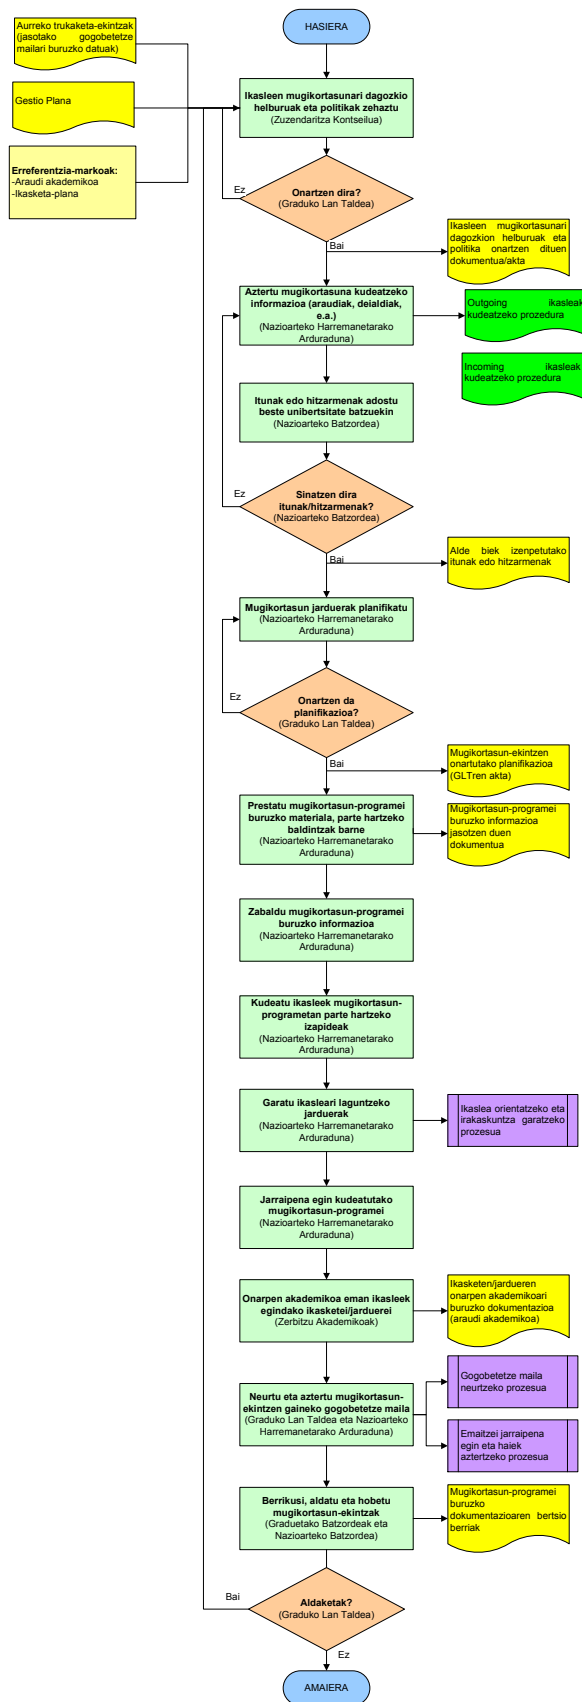 HASIERA
Aurreko trukaketa-ekintzak
(jasotako gogobetetze
mailari buruzko datuak)
Gestio Plana
Erreferentzia-markoak:
-Araudi akademikoa
-Ikasketa-plana
Ikasleen mugikortasunari dagozkio
helburuak eta politikak zehaztu
(Zuzendaritza Kontseilua)
Onartzen dira?
(Graduko Lan Taldea)
Ez
Bai
Ikasleen mugikortasunari
dagozkion helburuak eta
politika onartzen dituen
dokumentua/akta
Aztertu mugikortasuna kudeatzeko
informazioa (araudiak, deialdiak,
e.a.)
(Nazioarteko Harremanetarako
Arduraduna)
Outgoing ikasleak
kudeatzeko prozedura
Incoming ikasleak
kudeatzeko prozedura
Itunak edo hitzarmenak adostu
beste unibertsitate batzuekin
(Nazioarteko Batzordea)
Sinatzen dira
itunak/hitzarmenak?
(Nazioarteko Batzordea)
Ez
Bai
Alde biek izenpetutako
itunak edo hitzarmenak
Mugikortasun jarduerak planifikatu
(Nazioarteko Harremanetarako
Arduraduna)
Onartzen da
planifikazioa?
(Graduko Lan Taldea)
Ez
Bai
Mugikortasun-ekintzen
onartutako planifikazioa
(GLTren akta)
Prestatu mugikortasun-programei
buruzko materiala, parte hartzeko
baldintzak barne
(Nazioarteko Harremanetarako
Arduraduna)
Mugikortasun-programei
buruzko informazioa
jasotzen duen
dokumentua
Zabaldu mugikortasun-programei
buruzko informazioa
(Nazioarteko Harremanetarako
Arduraduna)
Kudeatu ikasleek mugikortasun-
programetan parte hartzeko
izapideak
(Nazioarteko Harremanetarako
Arduraduna)
Garatu ikasleari laguntzeko
jarduerak
(Nazioarteko Harremanetarako
Arduraduna)
Ikaslea orientatzeko eta
irakaskuntza garatzeko
prozesua
Jarraipena egin kudeatutako
mugikortasun-programei
(Nazioarteko Harremanetarako
Arduraduna)
Onarpen akademikoa eman ikasleek
egindako ikasketei/jarduerei
(Zerbitzu Akademikoak)
Ikasketen/jardueren
onarpen akademikoari
buruzko dokumentazioa
(araudi akademikoa)
Neurtu eta aztertu mugikortasun-
ekintzen gaineko gogobetetze maila
(Graduko Lan Taldea eta Nazioarteko
Harremanetarako Arduraduna)
Gogobetetze maila
neurtzeko prozesua
Emaitzei jarraipena
egin eta haiek
aztertzeko prozesua
Berrikusi, aldatu eta hobetu
mugikortasun-ekintzak
(Graduetako Batzordeak eta
Nazioarteko Batzordea)
Mugikortasun-programei
buruzko
dokumentazioaren bertsio
berriak
Aldaketak?
(Graduko Lan Taldea)
Bai
Ez
AMAIERA